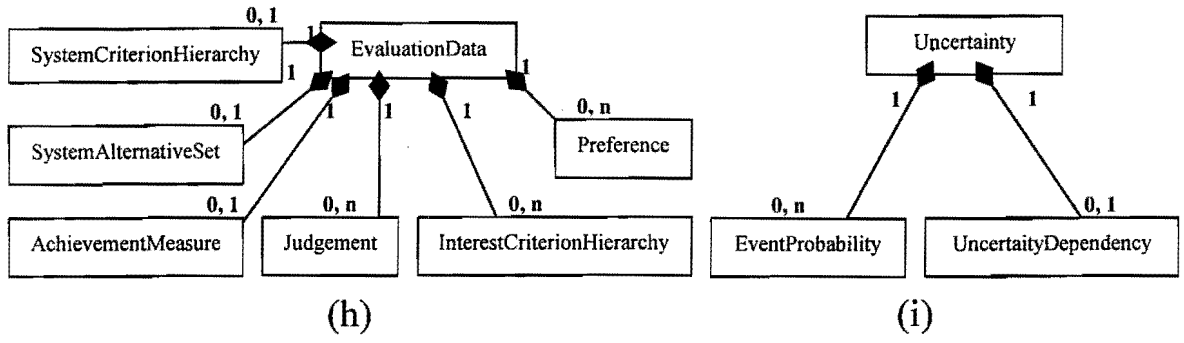 0, 1
1
SystemCriterionHierarchy
EvaluationData
1
1
0, 1
1
1
1
0, n
SystemAlternativeSet
Preference
0, 1
0, n
0, n
AchievementMeasure
Judgement
InterestCriterionHierarchy
(h)
Uncertainty
1
1
0, n
0, 1
EventProbability
UncertaityDependency
(i)